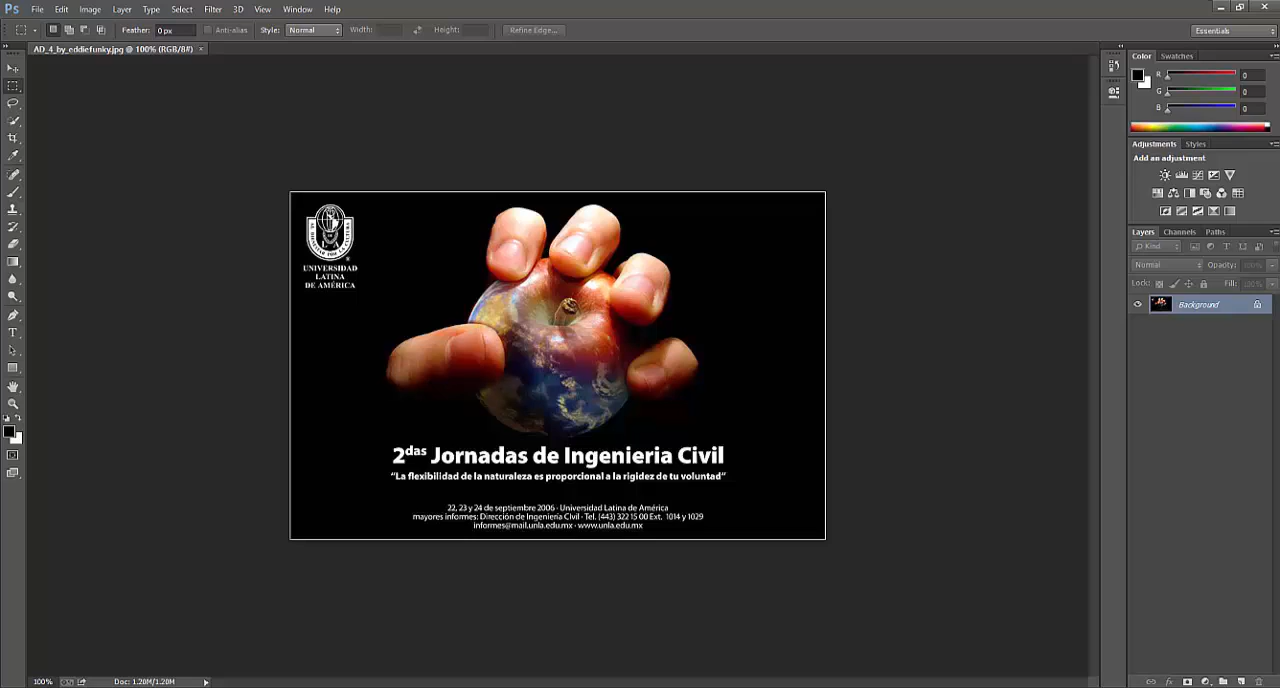 Ps File Edit Image Layer Type Select Filter 3D View Window Help
Feather: 0 px Anti-alias Style: Normal Width: Height: Refine Edge... Essentials
AD_4_by_eddiefunky.jpg @ 100% (RGB/8#) ×
Color Swatches
R 0
G 0
B 0
Adjustments Styles
Add an adjustment
Layers Channels Paths
Kind
Normal Opacity: 100%
Lock: Fill: 100%
Background
UNIVERSIDAD
LATINA
DE AMÉRICA
2das Jornadas de Ingenieria Civil
"La flexibilidad de la naturaleza es proporcional a la rigidez de tu voluntad"
22, 23 y 24 de septiembre 2006 · Universidad Latina de América
mayores informes: Dirección de Ingeniería Civil · Tel. (443) 322 15 00 Ext. 1014 y 1029
informes@mail.unla.edu.mx · www.unla.edu.mx
100% Doc: 1.20M/1.20M